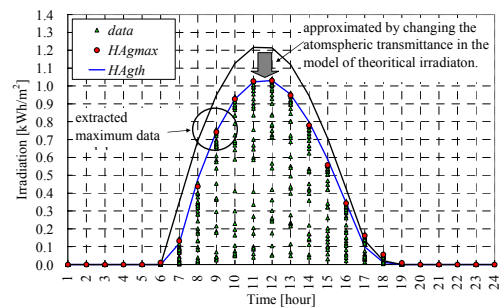 1.4
1.3
1.2
1.1
1.0
0.9
0.8
0.7
0.6
0.5
0.4
0.3
0.2
0.1
0.0
Irradiation [kWh/m²]
data
HAgmax
HAgth
approximated by changing the
atomspheric transmittance in the
model of theoritical irradiaton.
extracted
maximum data
1 2 3 4 5 6 7 8 9 10 11 12 13 14 15 16 17 18 19 20 21 22 23 24
Time [hour]